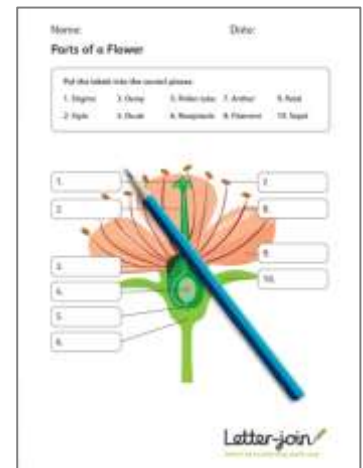 Name: Date:
Parts of a Flower
Put the labels into the correct places.
1. Stigma 3. Ovary 5. Pollen tube 7. Anther 9. Petal
2. Style 4. Ovule 6. Receptacle 8. Filament 10. Sepal
1. 7.
2. 8.
3. 9.
4. 10.
5.
6.
Letter-join